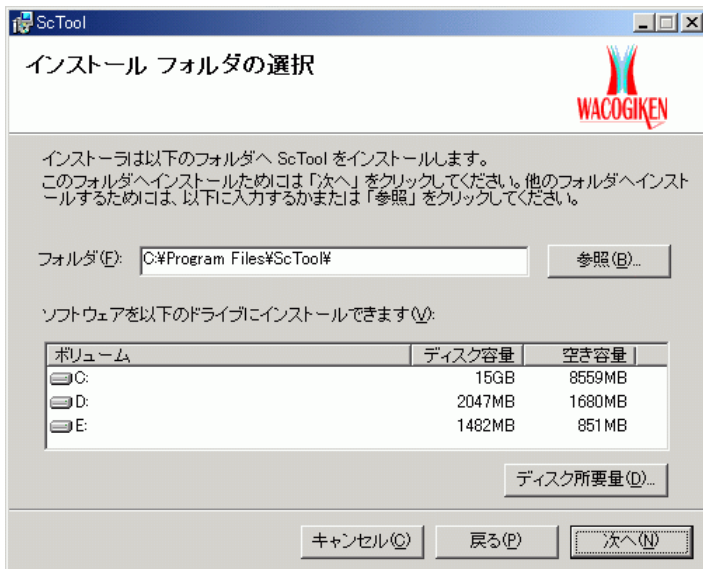 ScTool
インストール フォルダの選択
WACOGIKEN
インストーラは以下のフォルダへ ScTool をインストールします。
このフォルダへインストールためには「次へ」をクリックしてください。他のフォルダへインスト
ールするためには、以下に入力するかまたは「参照」をクリックしてください。
フォルダ(F): C:¥Program Files¥ScTool¥ 参照(B)...
ソフトウェアを以下のドライブにインストールできます(V):
ボリューム ディスク容量 空き容量
C: 15GB 8559MB
D: 2047MB 1680MB
E: 1482MB 851MB
ディスク所要量(D)...
キャンセル(C) 戻る(P) 次へ(N)